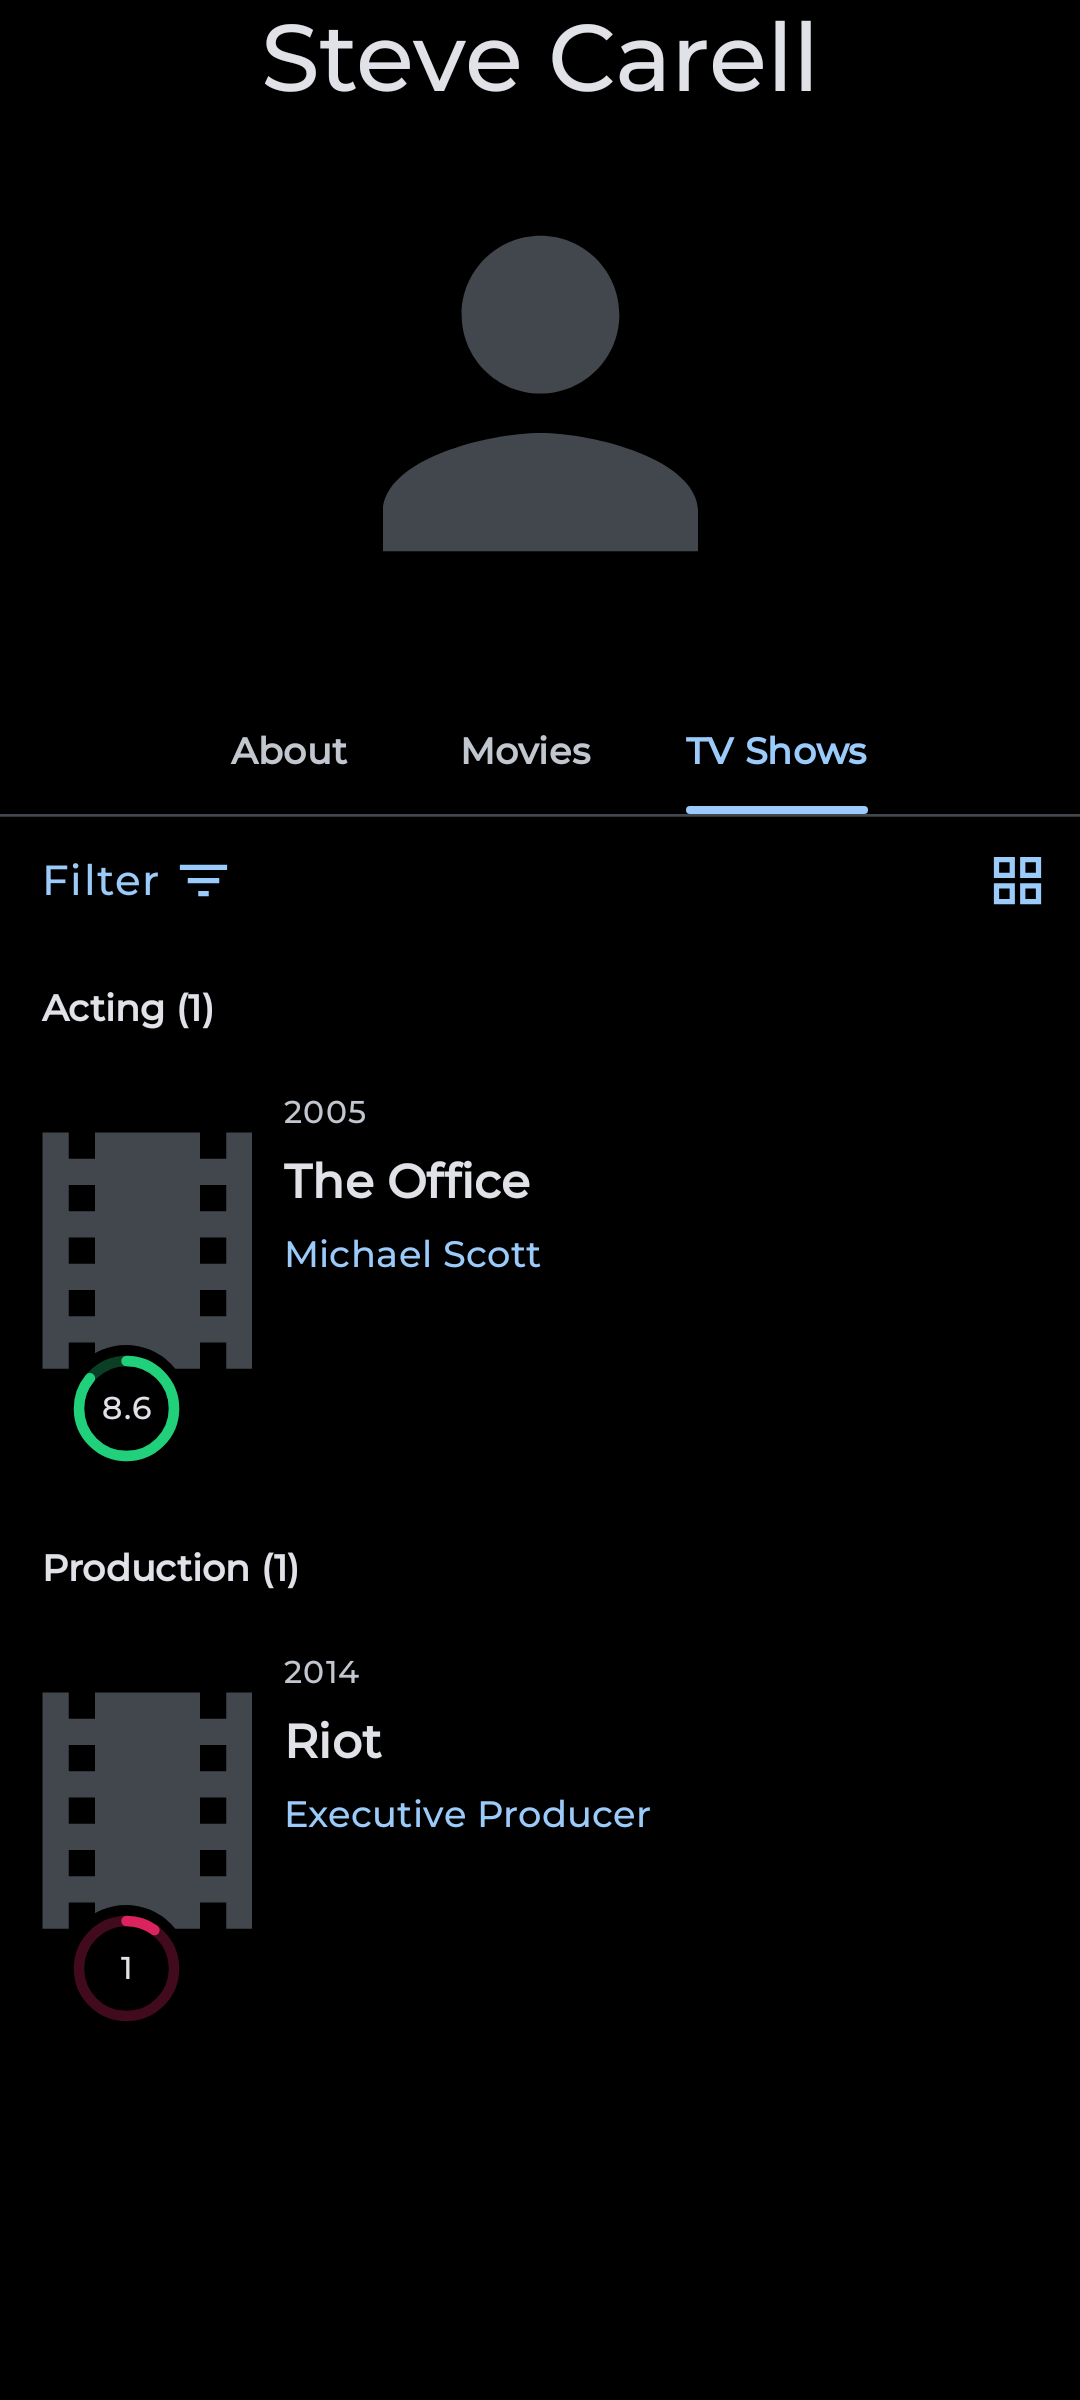 Steve Carell
About
Movies
TV Shows
Filter
Acting (1)
2005
The Office
Michael Scott
8.6
Production (1)
2014
Riot
Executive Producer
1